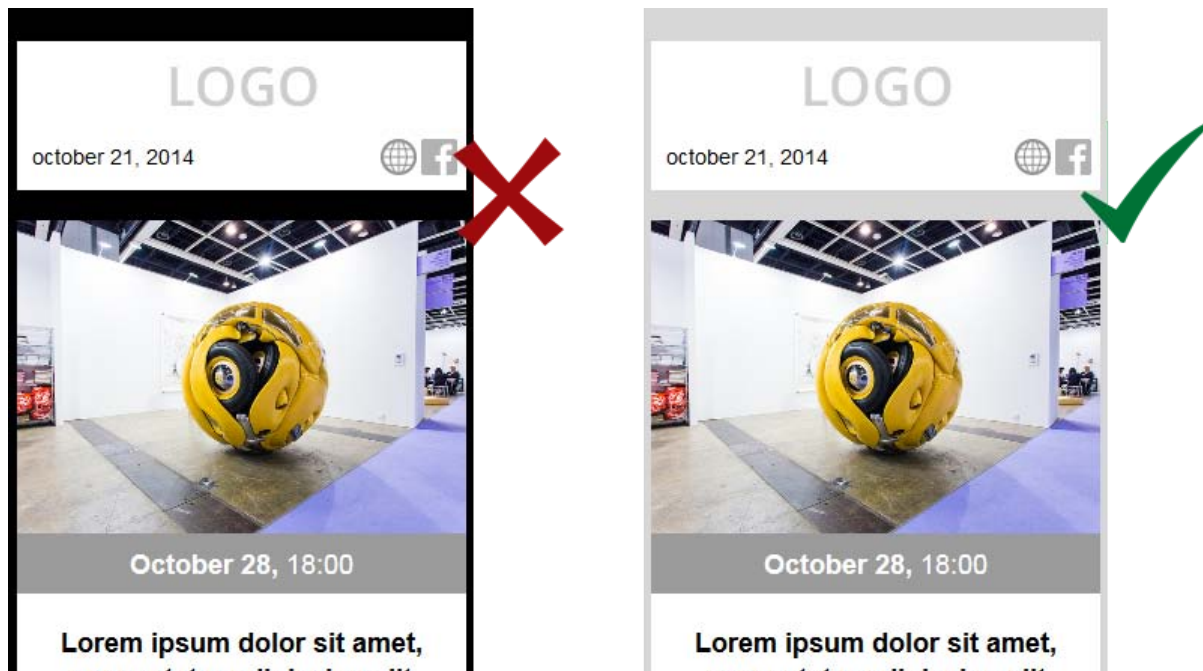 LOGO
october 21, 2014
October 28, 18:00
Lorem ipsum dolor sit amet,
LOGO
october 21, 2014
October 28, 18:00
Lorem ipsum dolor sit amet,